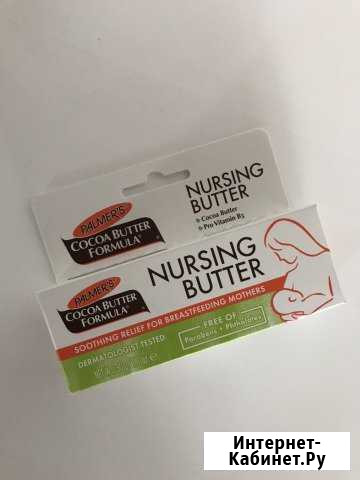 PALMER'S
COCOA BUTTER
FORMULA®
NURSING
BUTTER
Cocoa Butter
Pro Vitamin B5
PALMER'S
COCOA BUTTER
FORMULA®
NURSING
BUTTER
SOOTHING RELIEF FOR BREASTFEEDING MOTHERS
DERMATOLOGIST TESTED
FREE OF
Parabens • Phthalates
Интернет-
Кабинет.Ру